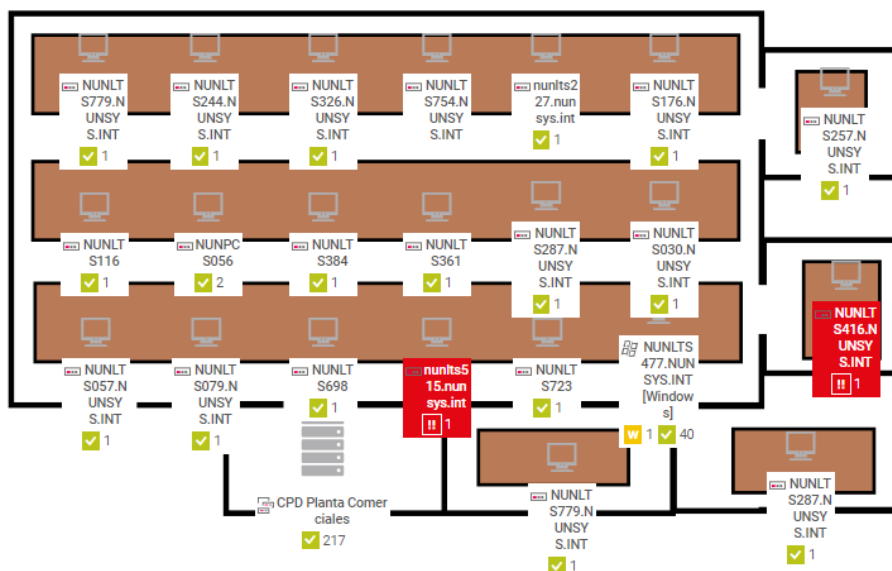 NUNLT
S779.N
UNSY
S.INT
1
NUNLT
S244.N
UNSY
S.INT
1
NUNLT
S326.N
UNSY
S.INT
1
NUNLT
S754.N
UNSY
S.INT
nunlts2
27.nun
sys.int
1
NUNLT
S176.N
UNSY
S.INT
1
NUNLT
S257.N
UNSY
S.INT
1
NUNLT
S116
1
NUNPC
S056
2
NUNLT
S384
1
NUNLT
S361
1
NUNLT
S287.N
UNSY
S.INT
1
NUNLT
S030.N
UNSY
S.INT
1
NUNLT
S416.N
UNSY
S.INT
!! 1
NUNLT
S057.N
UNSY
S.INT
1
NUNLT
S079.N
UNSY
S.INT
1
NUNLT
S698
1
nunlts5
15.nun
sys.int
!! 1
NUNLT
S723
1
NUNLTS
477.NUN
SYS.INT
[Window
s]
W 1 40
CPD Planta Comer
ciales
217
NUNLT
S779.N
UNSY
S.INT
1
NUNLT
S287.N
UNSY
S.INT
1